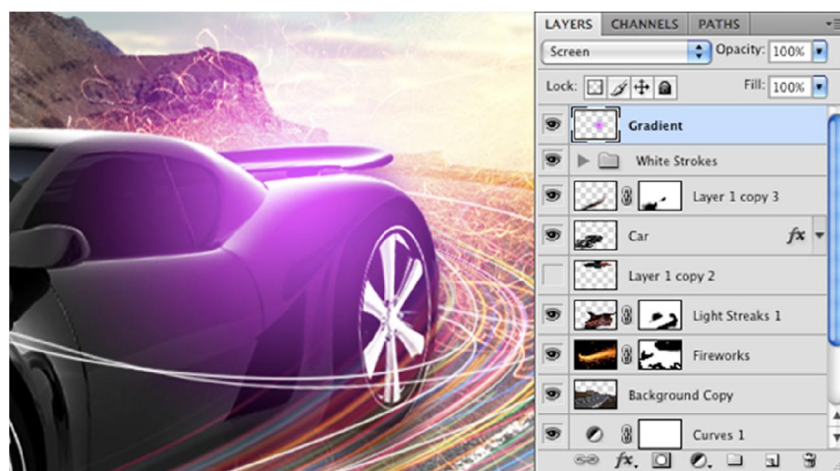 LAYERS CHANNELS PATHS
Screen Opacity: 100%
Lock: Fill: 100%
Gradient
White Strokes
Layer 1 copy 3
Car fx
Layer 1 copy 2
Light Streaks 1
Fireworks
Background Copy
Curves 1
fx.